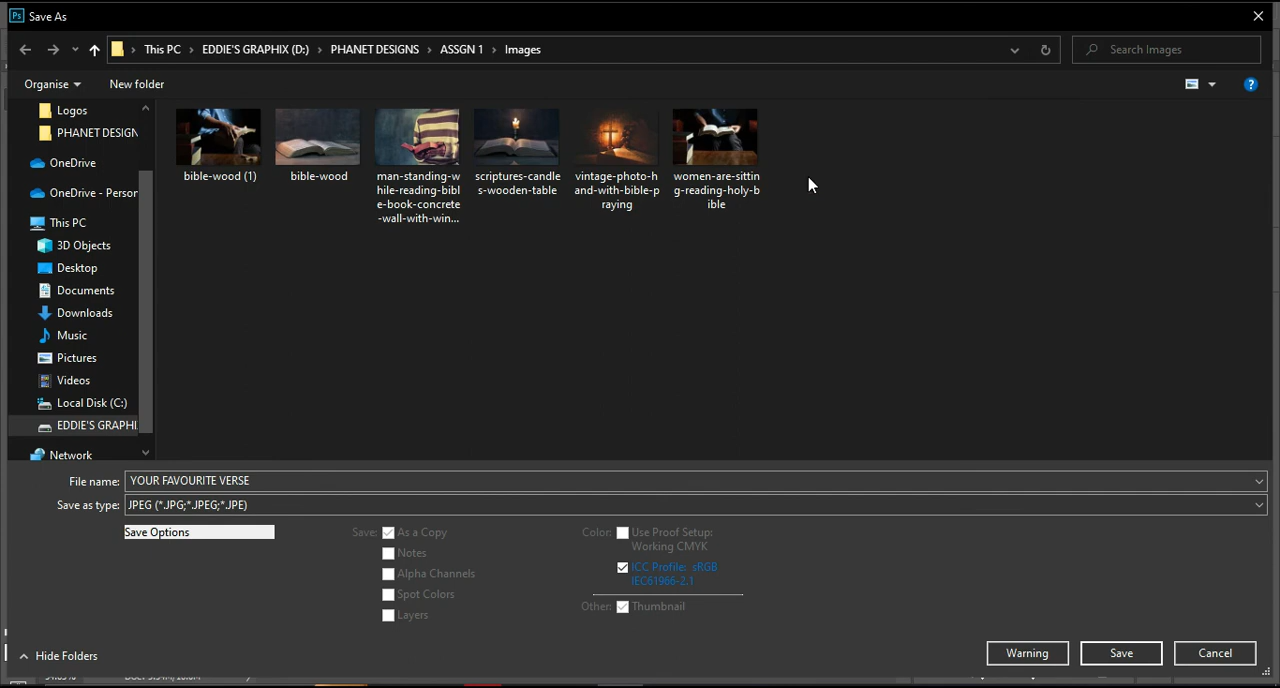 Ps Save As
This PC EDDIE'S GRAPHIX (D:) PHANET DESIGNS ASSGN 1 Images
Search Images
Organise New folder
?
Logos
PHANET DESIGN
OneDrive
OneDrive - Person
This PC
3D Objects
Desktop
Documents
Downloads
Music
Pictures
Videos
Local Disk (C:)
EDDIE'S GRAPHI
Network
bible-wood (1)
bible-wood
man-standing-w
hile-reading-bibl
e-book-concrete
-wall-with-win...
scriptures-candle
s-wooden-table
vintage-photo-h
and-with-bible-p
raying
women-are-sittin
g-reading-holy-b
ible
File name: YOUR FAVOURITE VERSE
Save as type: JPEG (*.JPG;*.JPEG;*.JPE)
Save Options
Save: As a Copy
Notes
Alpha Channels
Spot Colors
Layers
Color: Use Proof Setup:
Working CMYK
ICC Profile: sRGB
IEC61966-2.1
Other: Thumbnail
Hide Folders
Warning Save Cancel